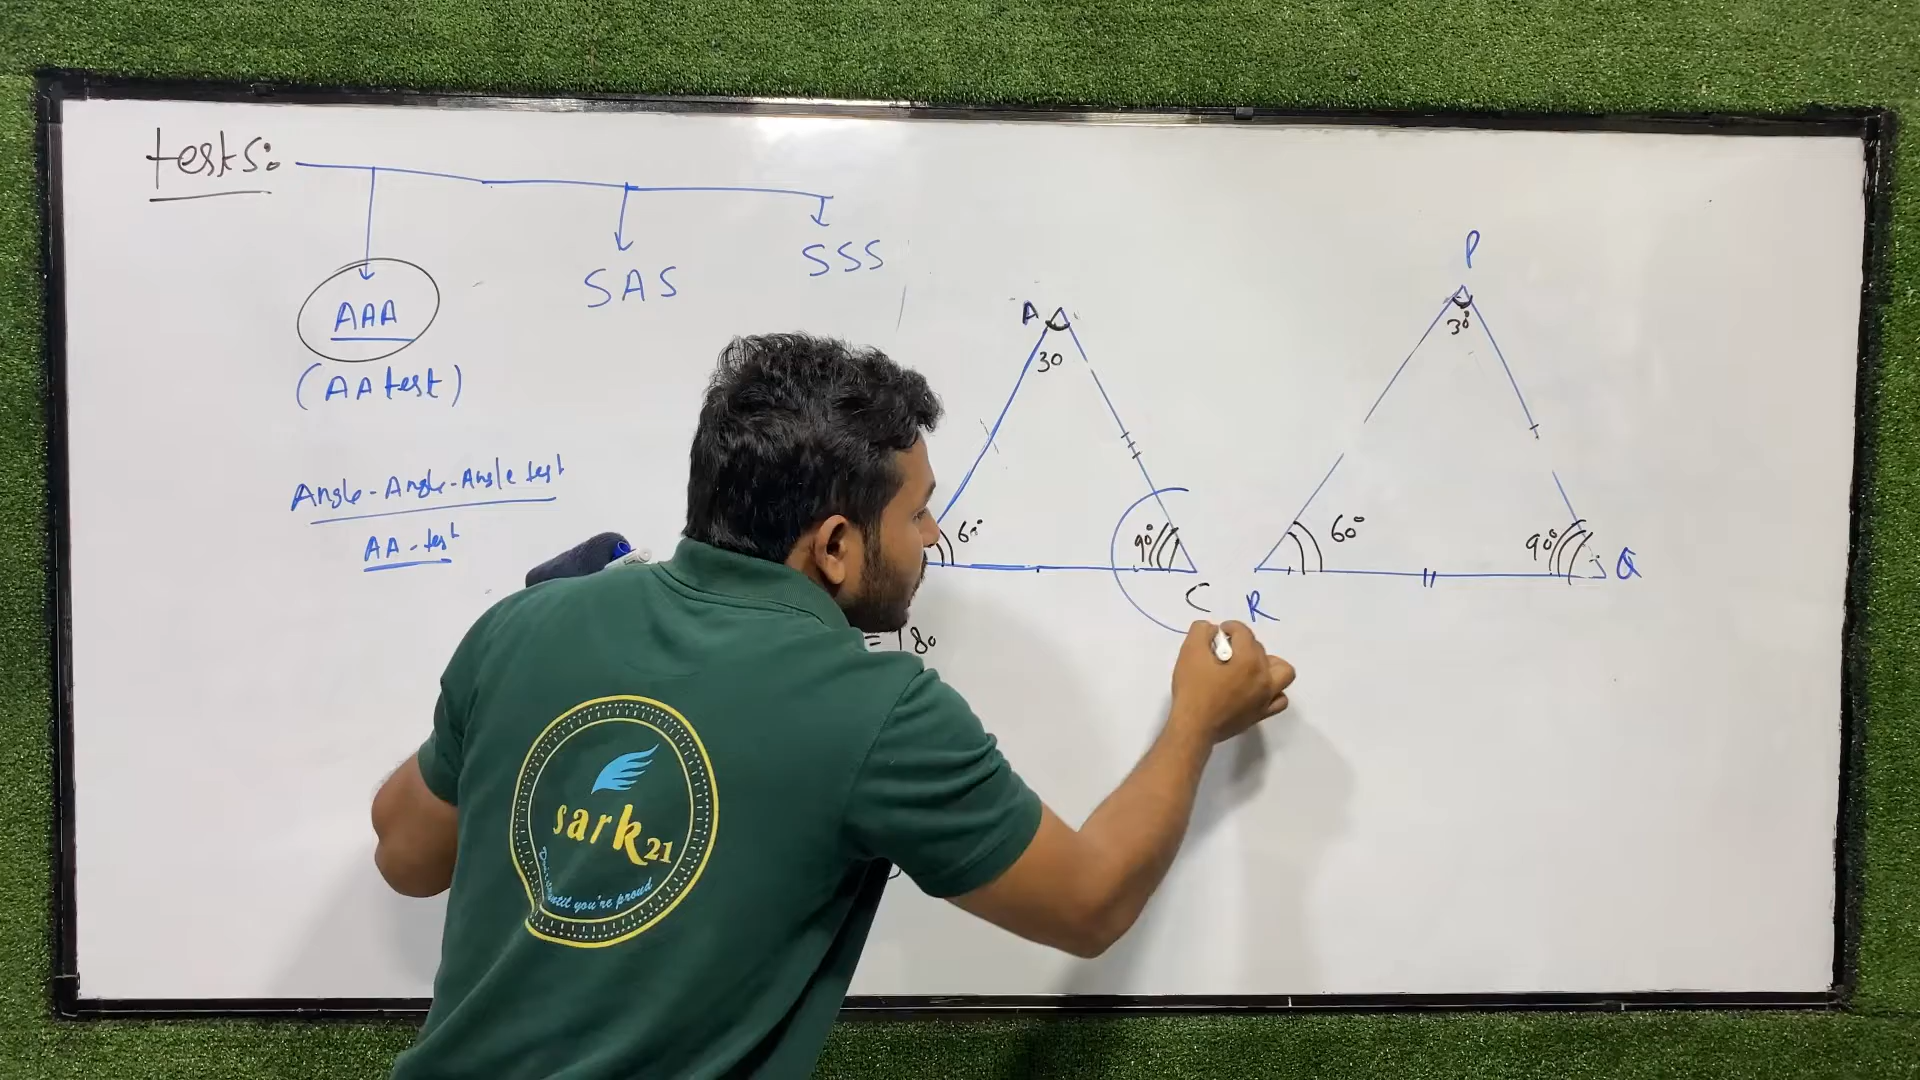 tests:
AAA
SAS
SSS
(AA test)
Angle-Angle-Angle test
AA-test
A
30
60°
90°
C
P
30°
60°
90°
R
Q
= 180
sark21
until you're proud